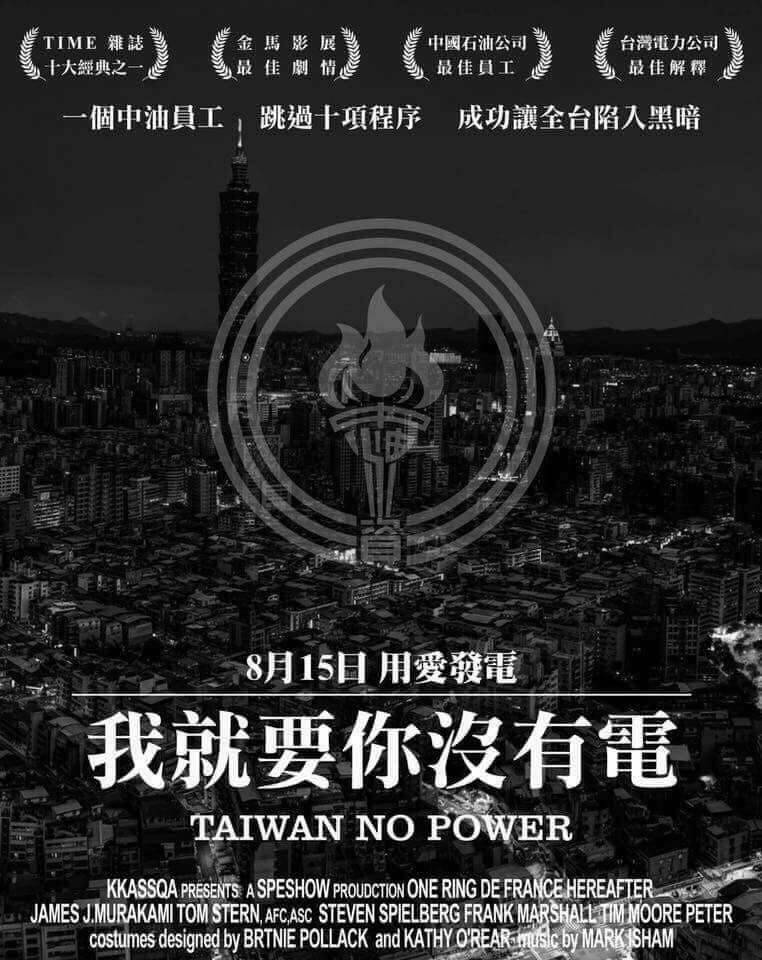 TIME 雜誌
十大經典之一
金馬影展
最佳劇情
中國石油公司
最佳員工
台灣電力公司
最佳解釋
一個中油員工 跳過十項程序 成功讓全台陷入黑暗
8月15日 用愛發電
我就要你沒有電
TAIWAN NO POWER
KKASSQA PRESENTS A SPESHOW PROUDCTION ONE RING DE FRANCE HEREAFTER
JAMES J.MURAKAMI TOM STERN, AFC,ASC STEVEN SPIELBERG FRANK MARSHALL TIM MOORE PETER
costumes designed by BRTNIE POLLACK and KATHY O'REAR music by MARK ISHAM